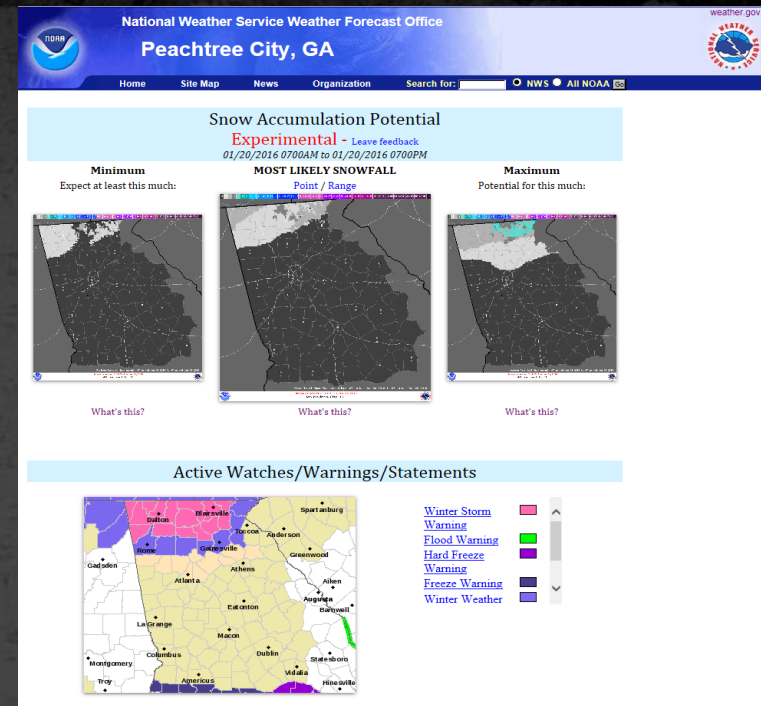 weather.gov
National Weather Service Weather Forecast Office
NOAA
Peachtree City, GA
NATIONAL WEATHER SERVICE
Home Site Map News Organization Search for: NWS All NOAA Go
Snow Accumulation Potential
Experimental - Leave feedback
01/20/2016 0700AM to 01/20/2016 0700PM
Minimum MOST LIKELY SNOWFALL Maximum
Expect at least this much: Point / Range Potential for this much:
What's this? What's this? What's this?
Active Watches/Warnings/Statements
Dalton
Blairsville
Spartanburg
Toccoa
Anderson
Rome
Gainesville
Greenwood
Gadsden
Athens
Atlanta
Aiken
Augusta
Eatonton
Barnwell
La Grange
Macon
Columbus
Dublin
Statesboro
Montgomery
Vidalia
Troy
Americus
Hinesville
Winter Storm
Warning
Flood Warning
Hard Freeze
Warning
Freeze Warning
Winter Weather